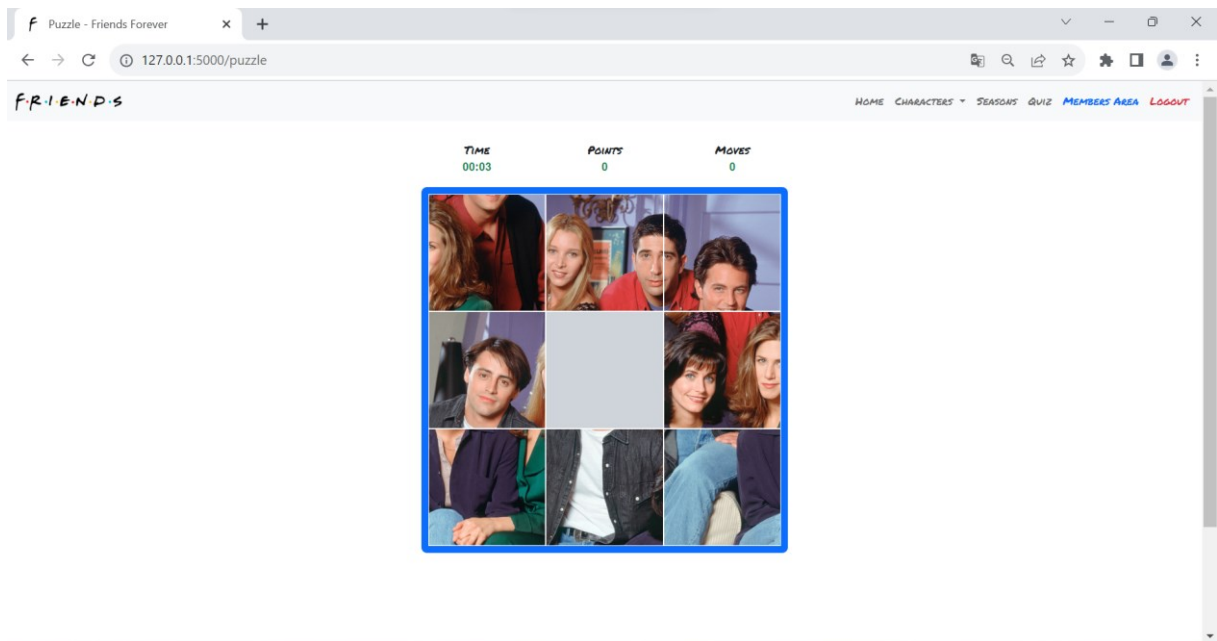 Puzzle - Friends Forever
127.0.0.1:5000/puzzle
F·R·I·E·N·D·S
Home Characters Seasons Quiz Members Area Logout
Time Points Moves
00:03 0 0